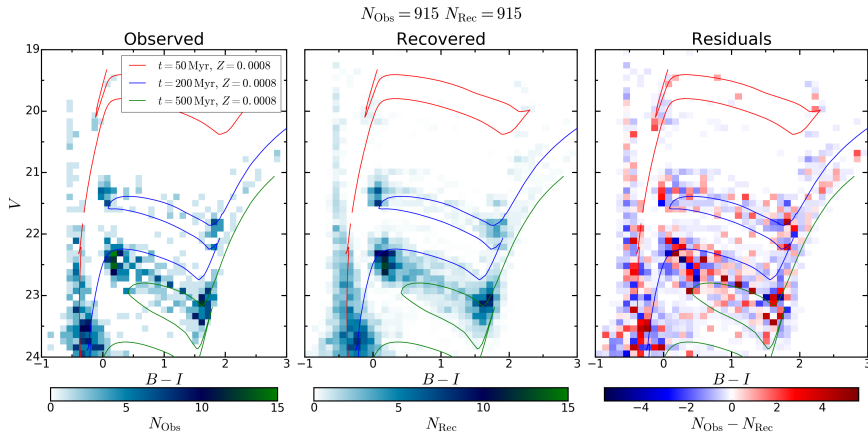 N_Obs = 915 N_Rec = 915
Observed Recovered Residuals
t = 50 Myr, Z = 0.0008
t = 200 Myr, Z = 0.0008
t = 500 Myr, Z = 0.0008
V
19
20
21
22
23
24
−1 0 1 2 3
−1 0 1 2 3
−1 0 1 2 3
B − I B − I B − I
0 5 10 15
0 5 10 15
−4 −2 0 2 4
N_Obs N_Rec N_Obs − N_Rec